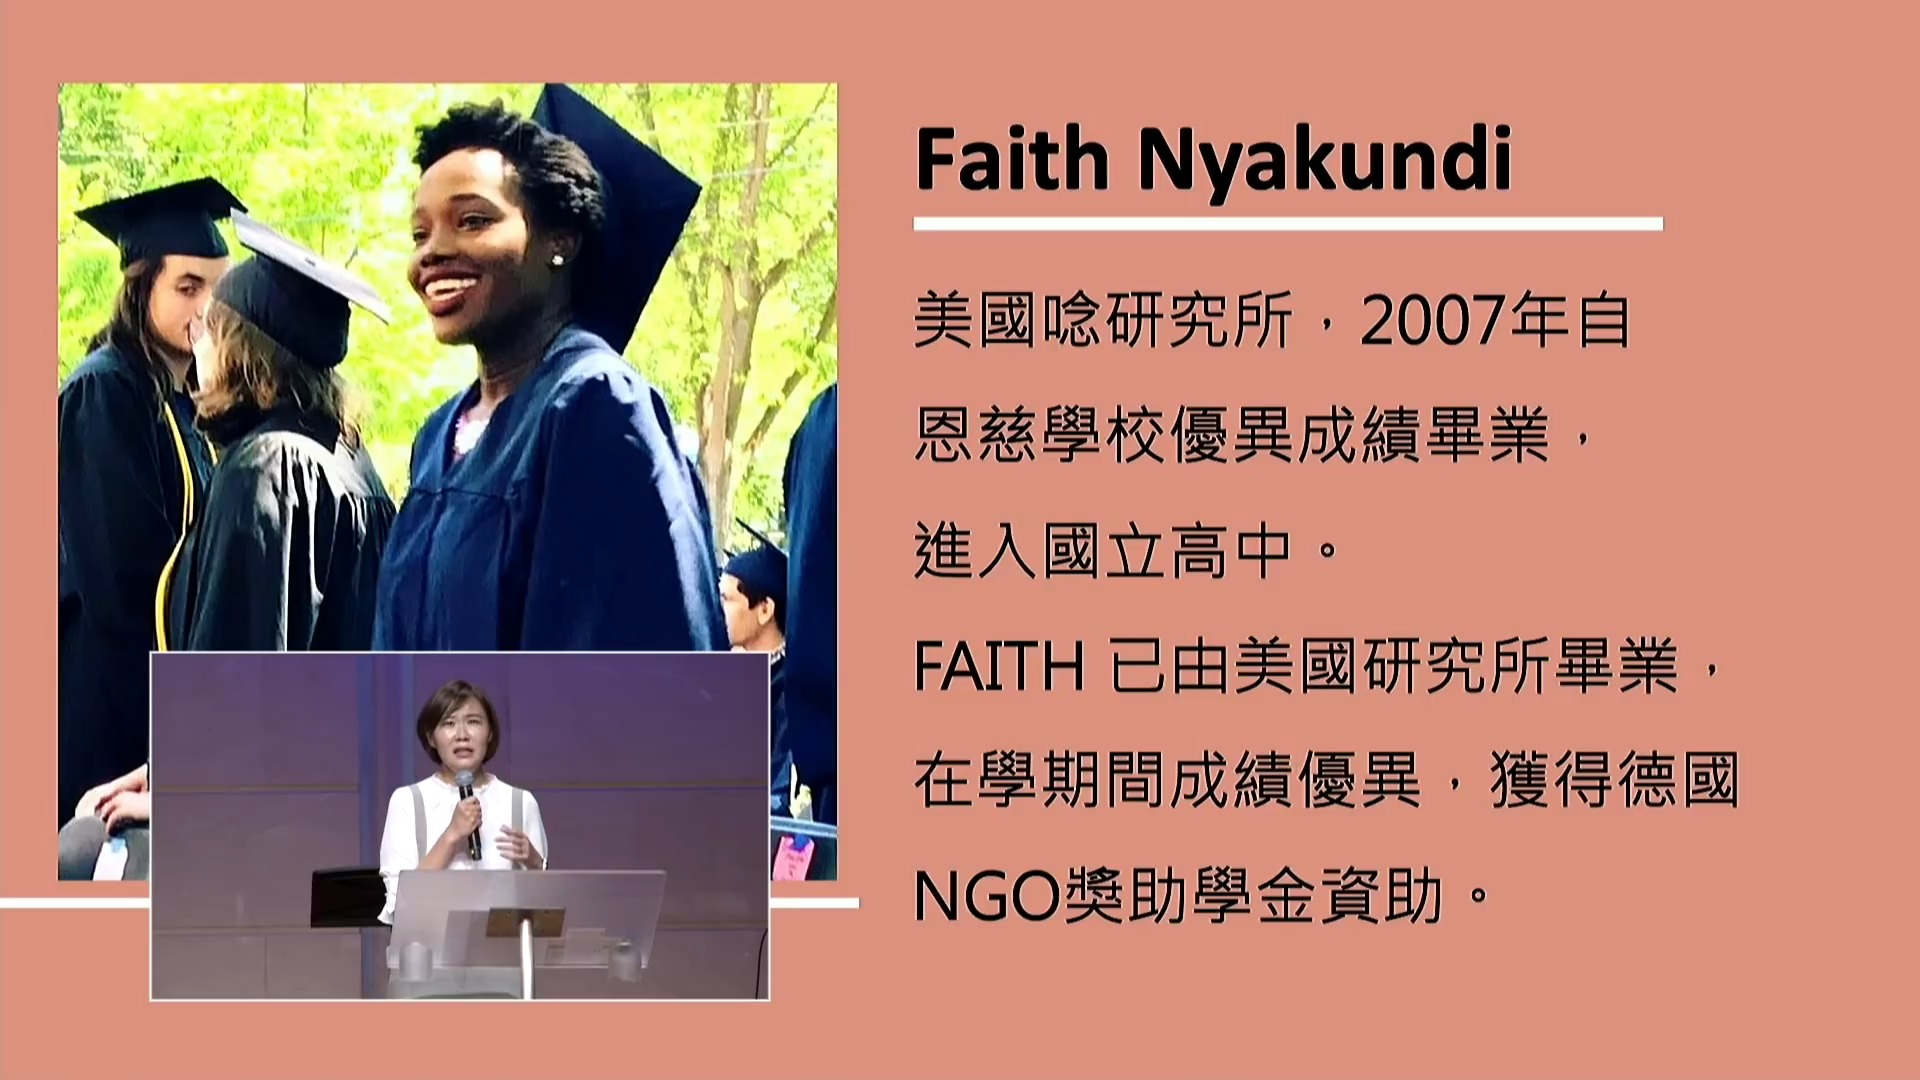 Faith Nyakundi
美國唸研究所，2007年自
恩慈學校優異成績畢業，
進入國立高中。
FAITH 已由美國研究所畢業，
在學期間成績優異，獲得德國
NGO獎助學金資助。